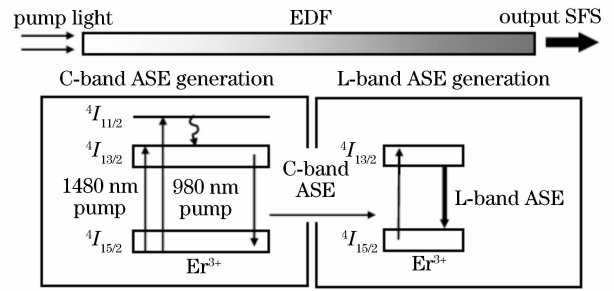 pump light EDF output SFS
C-band ASE generation L-band ASE generation
⁴I₁₁/₂
⁴I₁₃/₂ C-band ASE ⁴I₁₃/₂
1480 nm pump 980 nm pump L-band ASE
⁴I₁₅/₂ ⁴I₁₅/₂
Er³⁺ Er³⁺